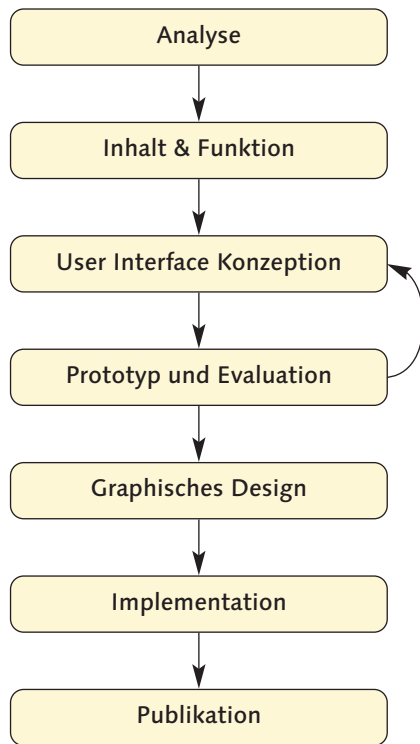 Analyse
Inhalt & Funktion
User Interface Konzeption
Prototyp und Evaluation
Graphisches Design
Implementation
Publikation